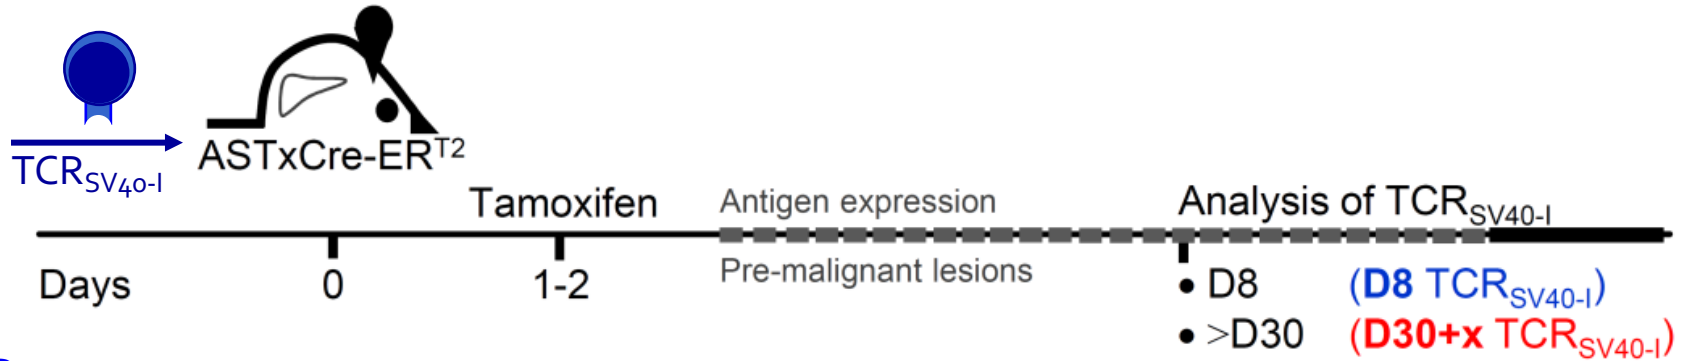 TCRSV40-I
ASTxCre-ERT2
Tamoxifen
Antigen expression
Analysis of TCRSV40-I
Days
0
1-2
Pre-malignant lesions
• D8 (D8 TCRSV40-I)
• >D30 (D30+x TCRSV40-I)